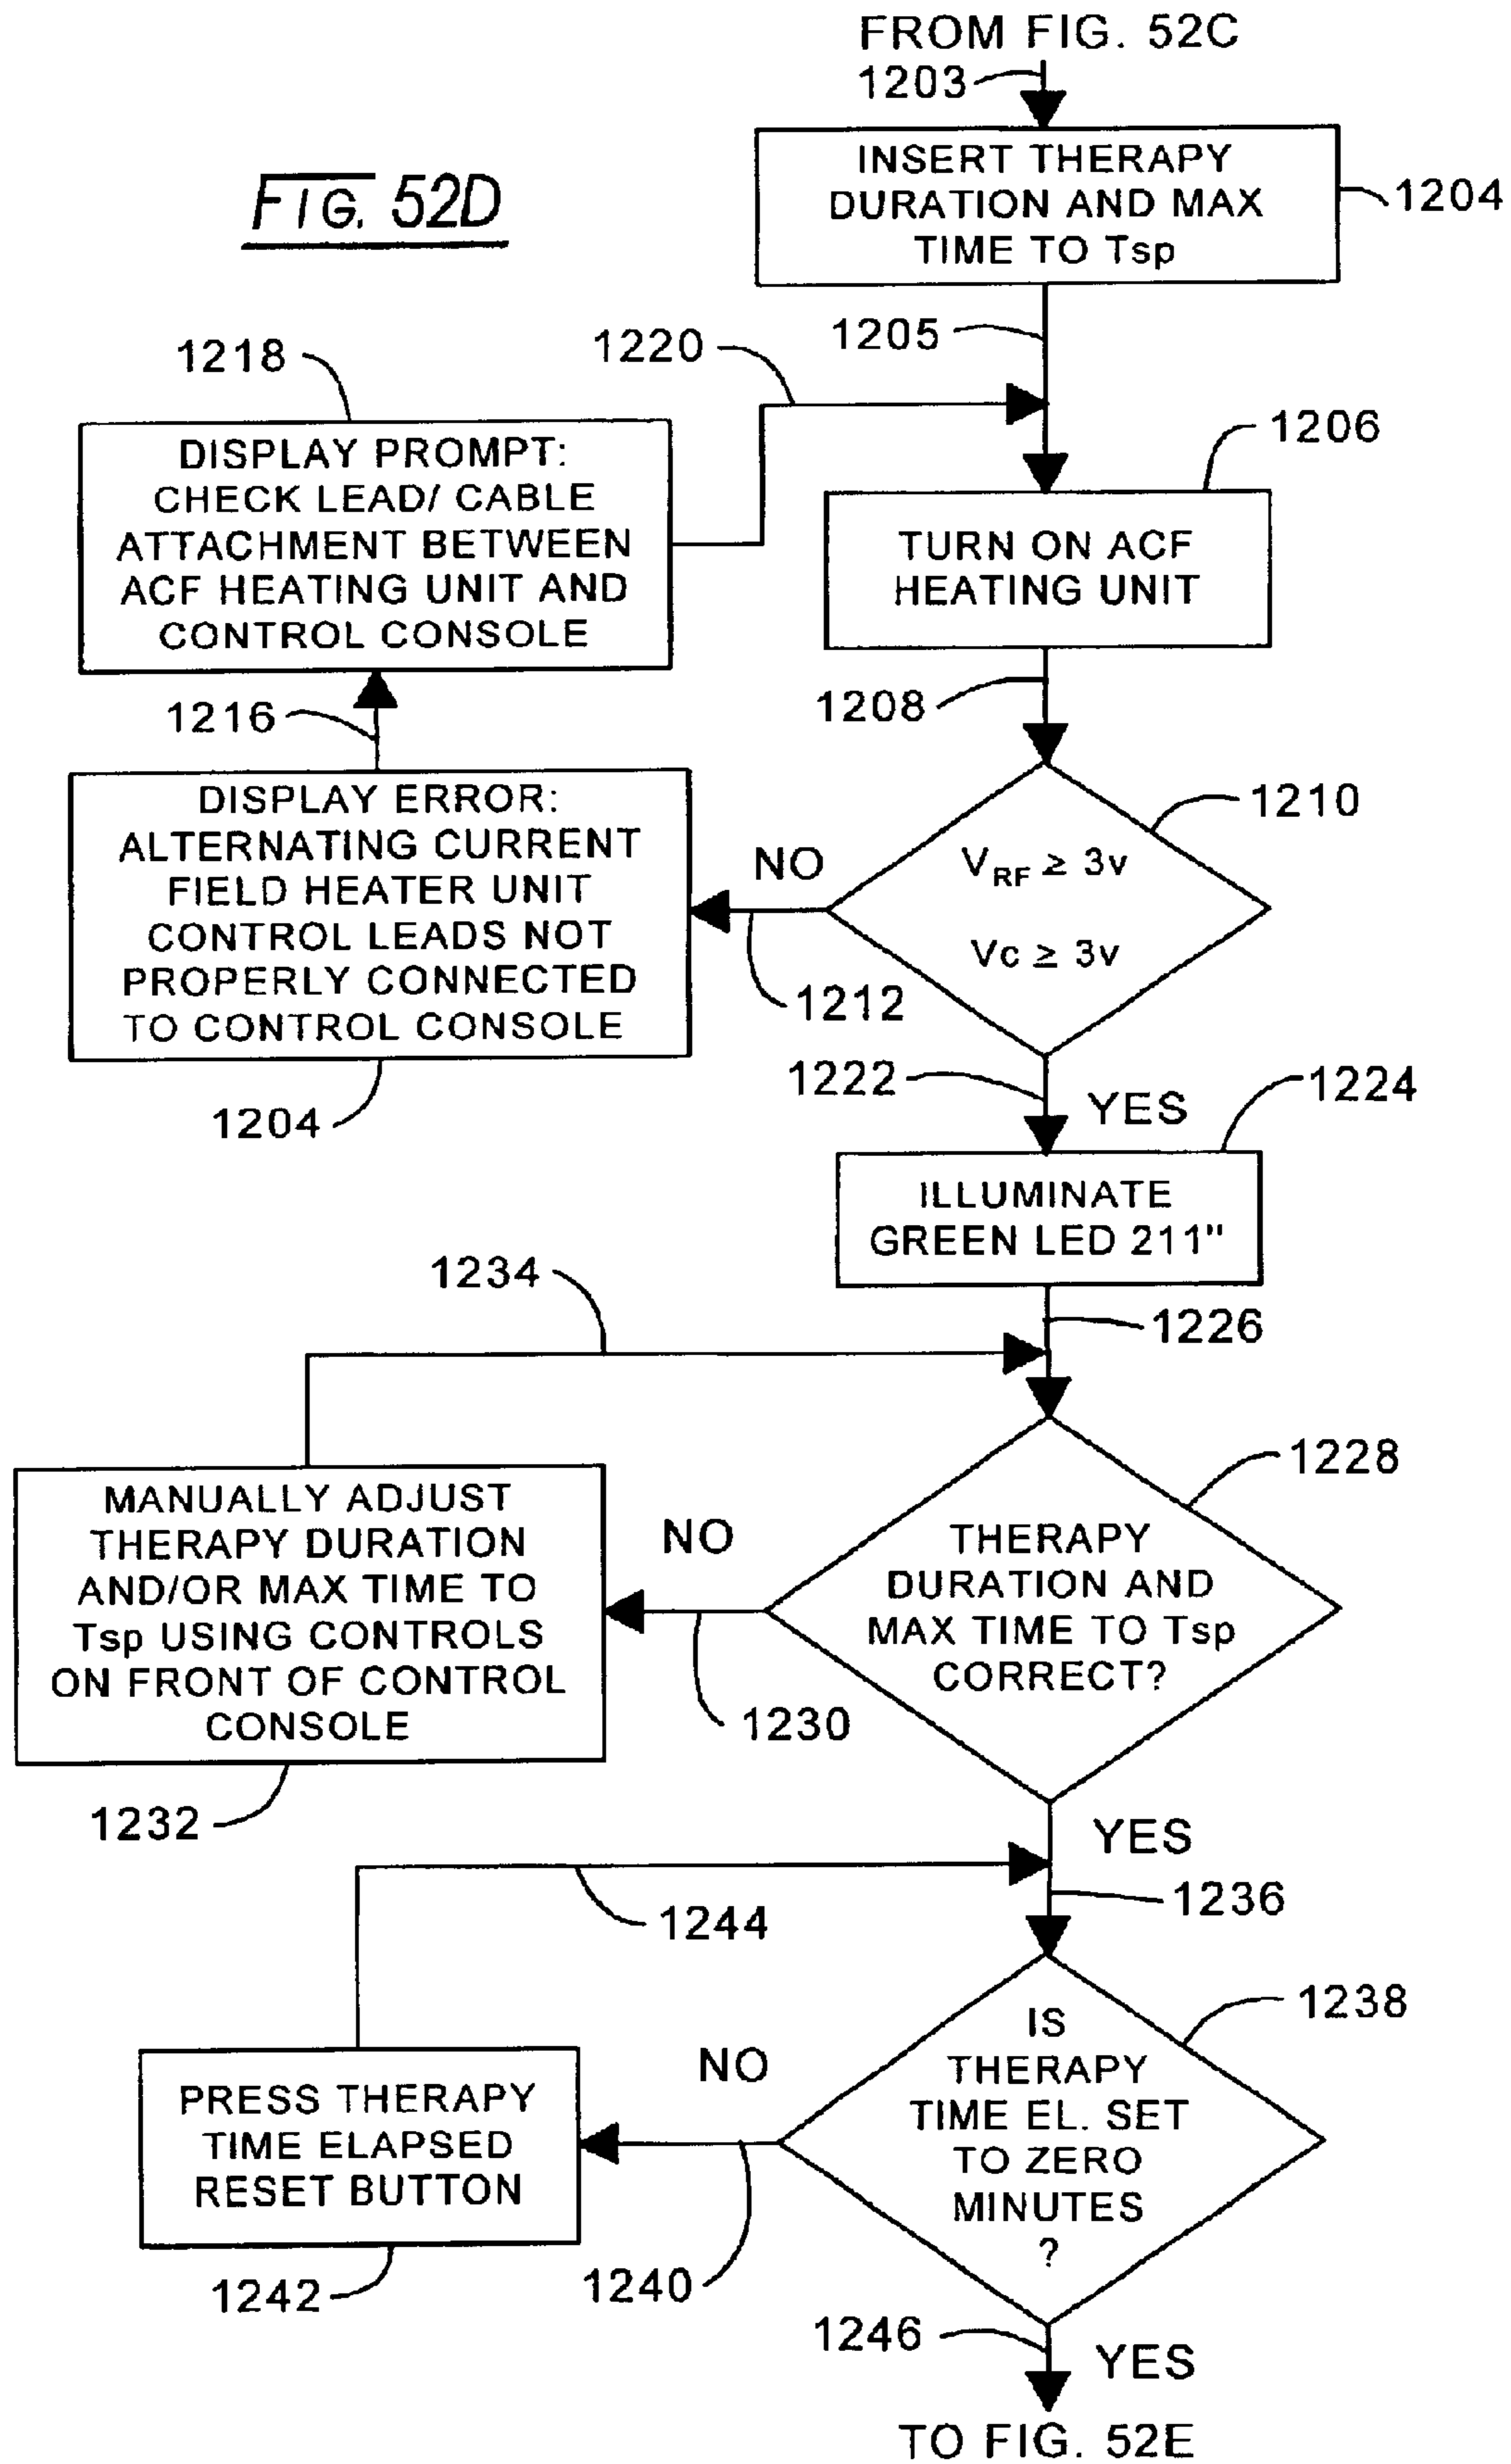 FROM FIG. 52C
1203
FIG. 52D
INSERT THERAPY
DURATION AND MAX
TIME TO Tsp
1204
1205
1220
1218
DISPLAY PROMPT:
CHECK LEAD/ CABLE
ATTACHMENT BETWEEN
ACF HEATING UNIT AND
CONTROL CONSOLE
1206
TURN ON ACF
HEATING UNIT
1208
1216
DISPLAY ERROR:
ALTERNATING CURRENT
FIELD HEATER UNIT
CONTROL LEADS NOT
PROPERLY CONNECTED
TO CONTROL CONSOLE
1204
NO
1212
1210
VRF ≥ 3v
Vc ≥ 3v
1222
YES
1224
ILLUMINATE
GREEN LED 211"
1226
1234
1228
THERAPY
DURATION AND
MAX TIME TO Tsp
CORRECT?
NO
1230
MANUALLY ADJUST
THERAPY DURATION
AND/OR MAX TIME TO
Tsp USING CONTROLS
ON FRONT OF CONTROL
CONSOLE
1232
YES
1236
1244
1238
IS
THERAPY
TIME EL. SET
TO ZERO
MINUTES
?
NO
1240
PRESS THERAPY
TIME ELAPSED
RESET BUTTON
1242
1246
YES
TO FIG. 52E